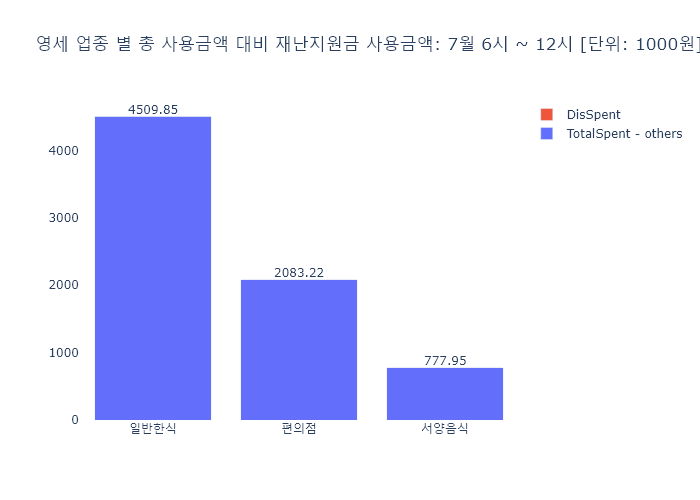 영세 업종 별 총 사용금액 대비 재난지원금 사용금액: 7월 6시 ~ 12시 [단위: 1000원]
4509.85
DisSpent
TotalSpent - others
4000
3000
2083.22
2000
1000
777.95
0
일반한식 편의점 서양음식